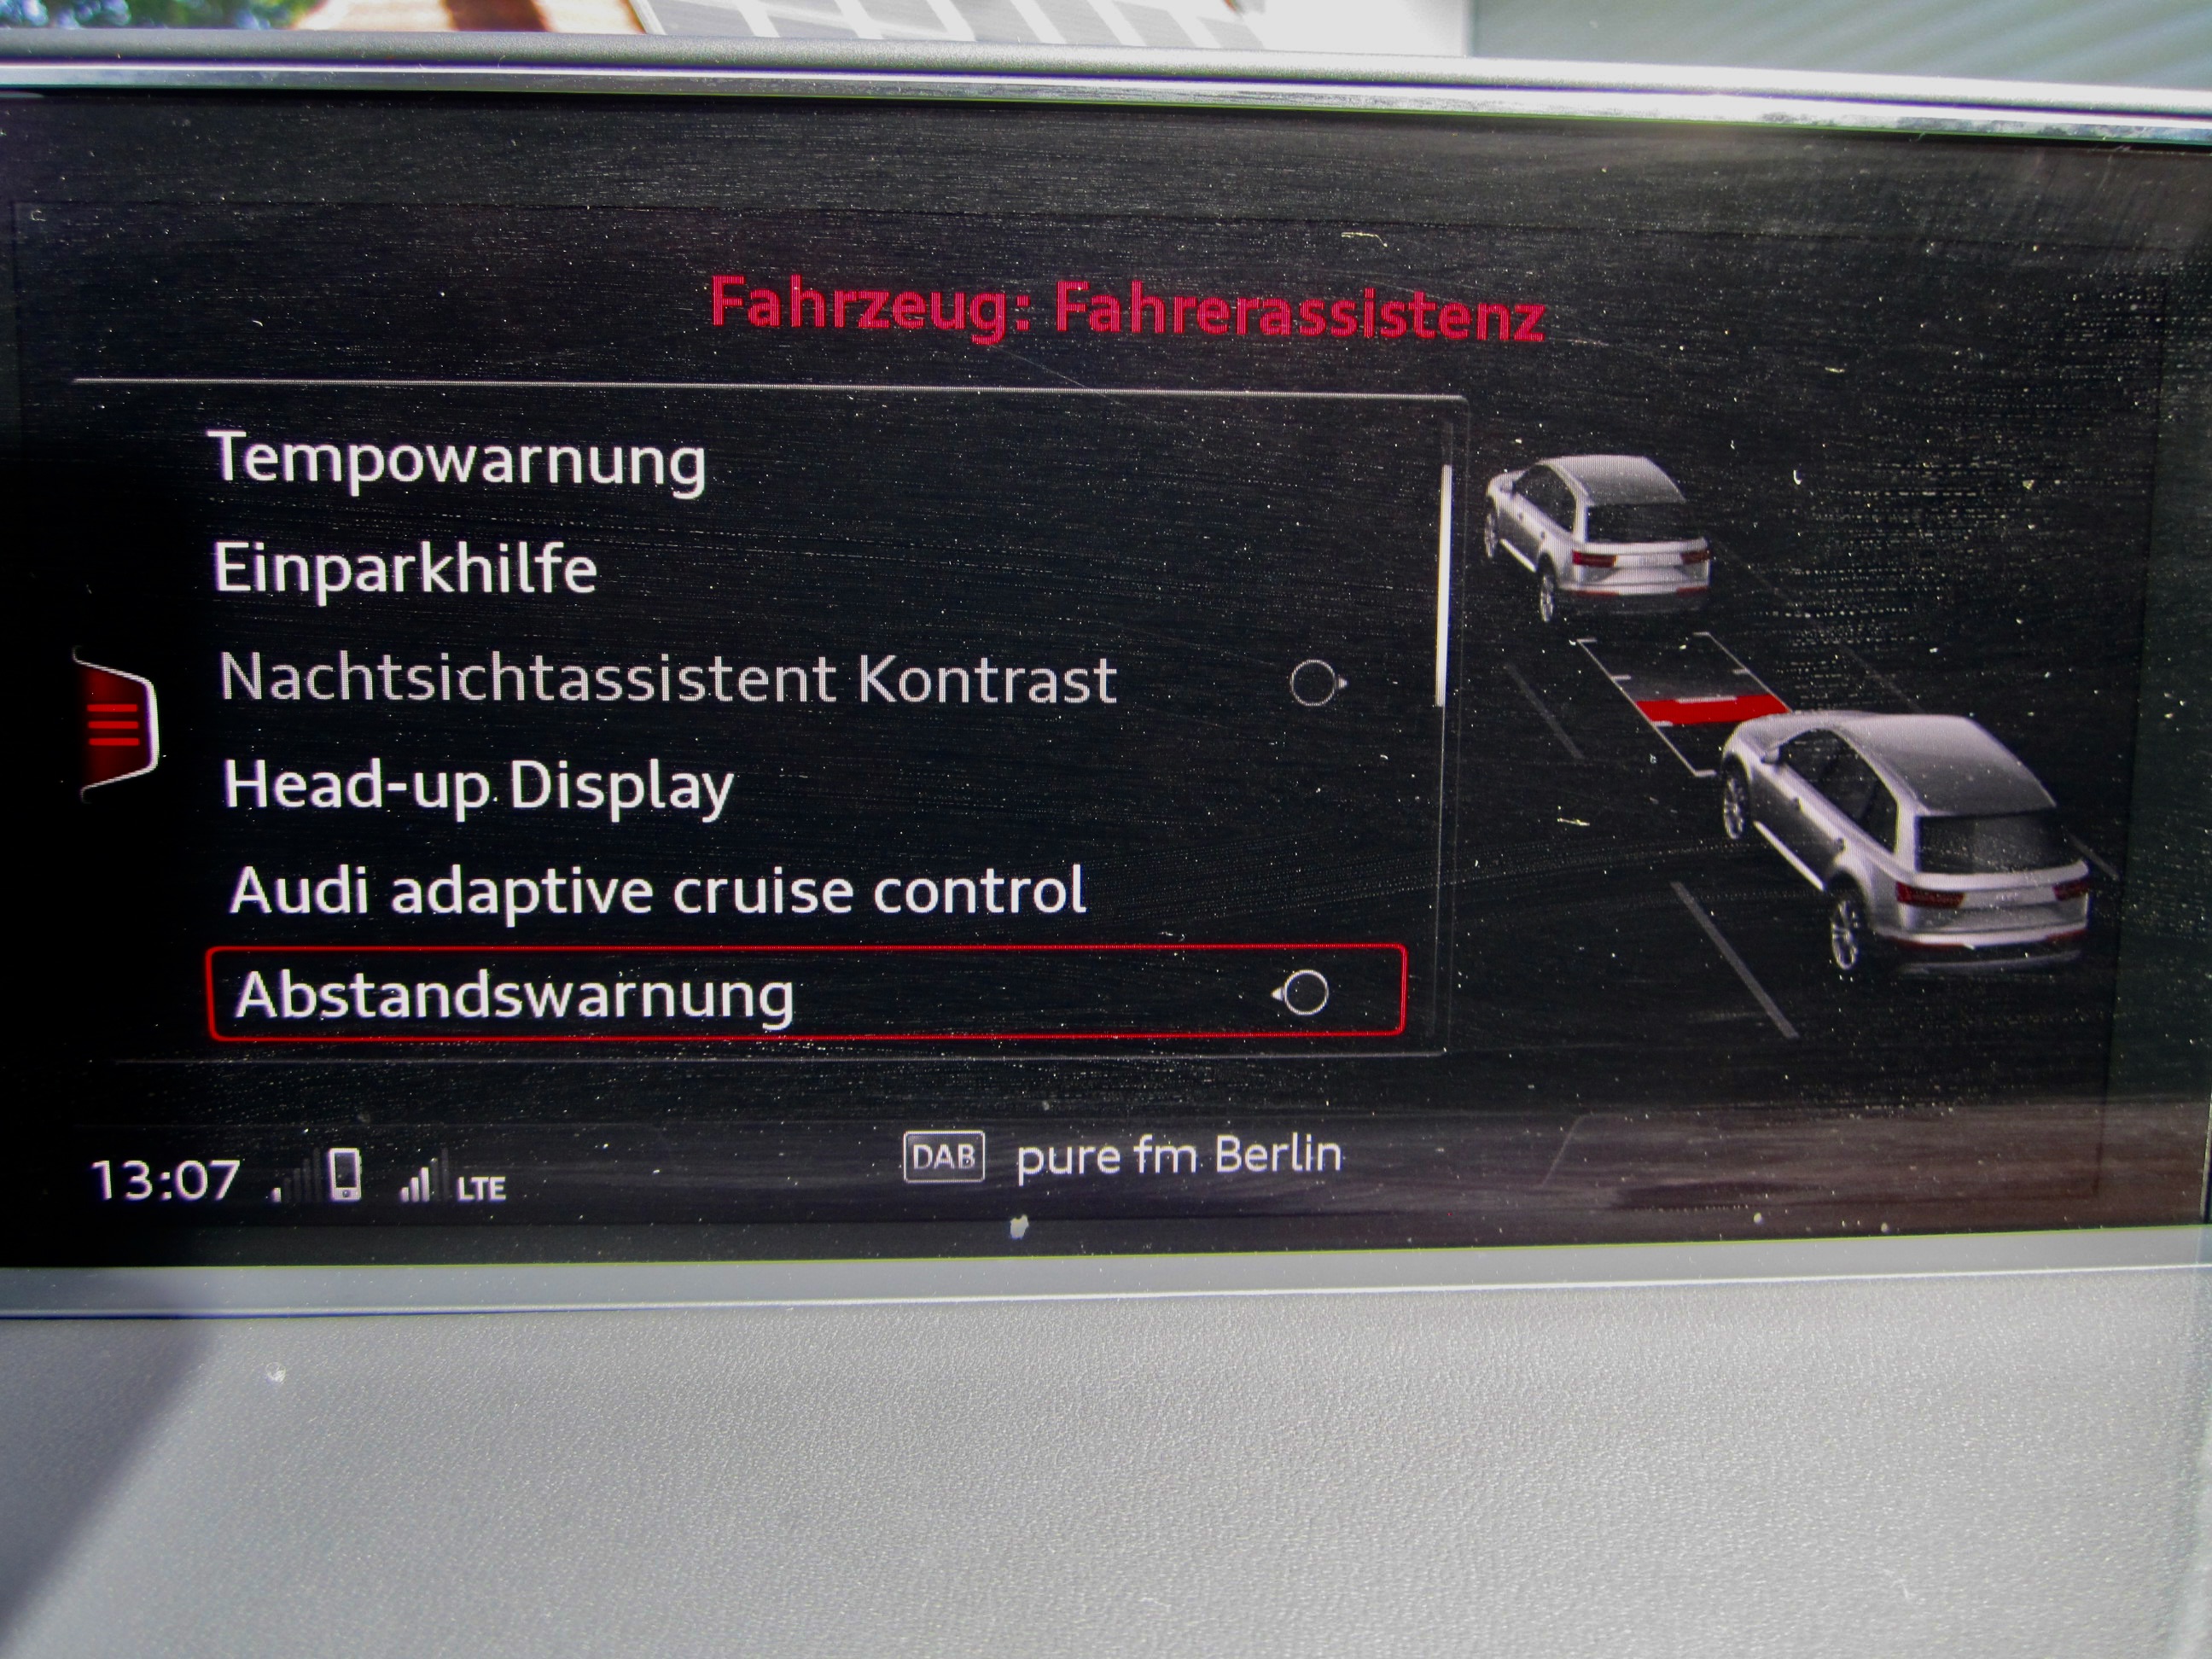 Fahrzeug: Fahrerassistenz
Tempowarnung
Einparkhilfe
Nachtsichtassistent Kontrast
Head-up Display
Audi adaptive cruise control
Abstandswarnung
13:07 LTE DAB pure fm Berlin